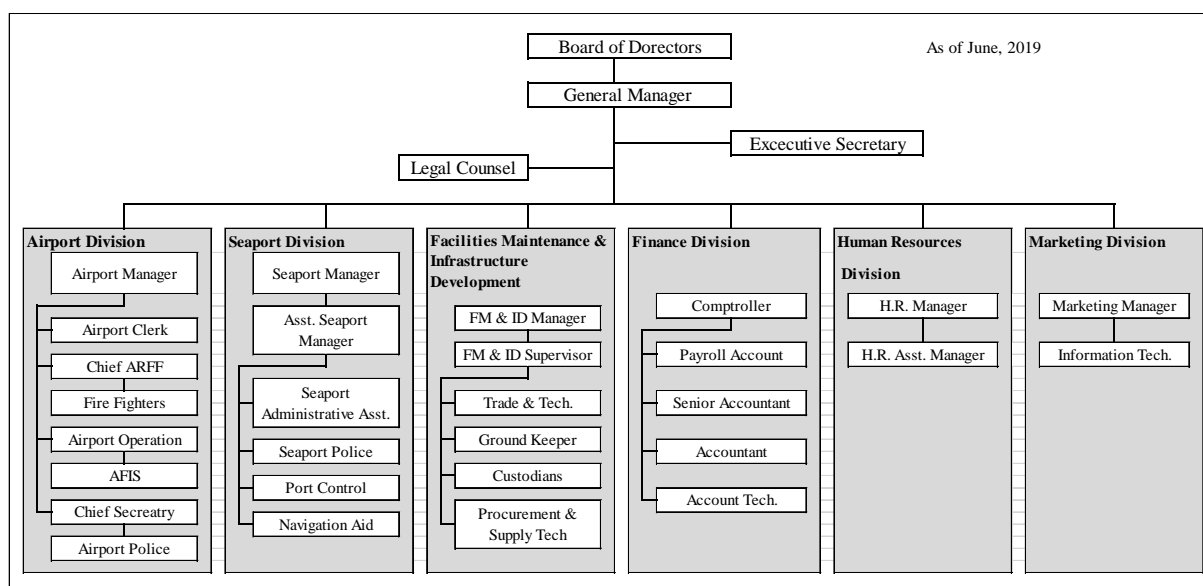 Board of Dorectors
As of June, 2019
General Manager
Excecutive Secretary
Legal Counsel
Airport Division
Airport Manager
Airport Clerk
Chief ARFF
Fire Fighters
Airport Operation
AFIS
Chief Secreatry
Airport Police
Seaport Division
Seaport Manager
Asst. Seaport
Manager
Seaport
Administrative Asst.
Seaport Police
Port Control
Navigation Aid
Facilities Maintenance &
Infrastructure
Development
FM & ID Manager
FM & ID Supervisor
Trade & Tech.
Ground Keeper
Custodians
Procurement &
Supply Tech
Finance Division
Comptroller
Payroll Account
Senior Accountant
Accountant
Account Tech.
Human Resources
Division
H.R. Manager
H.R. Asst. Manager
Marketing Division
Marketing Manager
Information Tech.